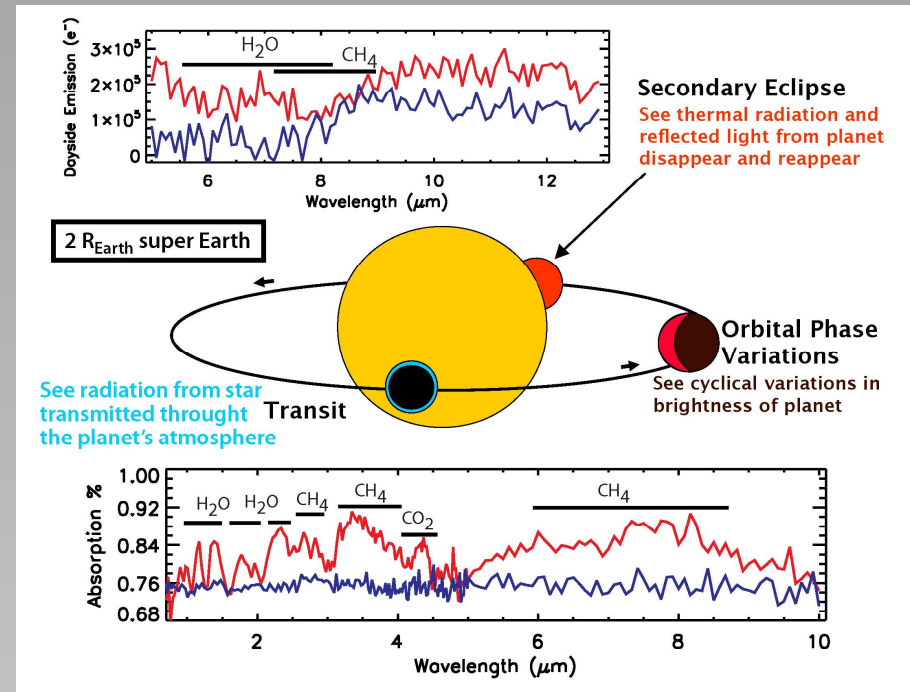 Dayside Emission (e⁻)
3×10⁵
2×10⁵
1×10⁵
0
H₂O
CH₄
6
8
10
12
Wavelength (μm)
Secondary Eclipse
See thermal radiation and
reflected light from planet
disappear and reappear
2 R_Earth super Earth
Orbital Phase
Variations
See cyclical variations in
brightness of planet
See radiation from star
transmitted throught
the planet's atmosphere
Transit
Absorption %
1.00
0.92
0.84
0.76
0.68
H₂O
H₂O
CH₄
CH₄
CO₂
CH₄
2
4
6
8
10
Wavelength (μm)